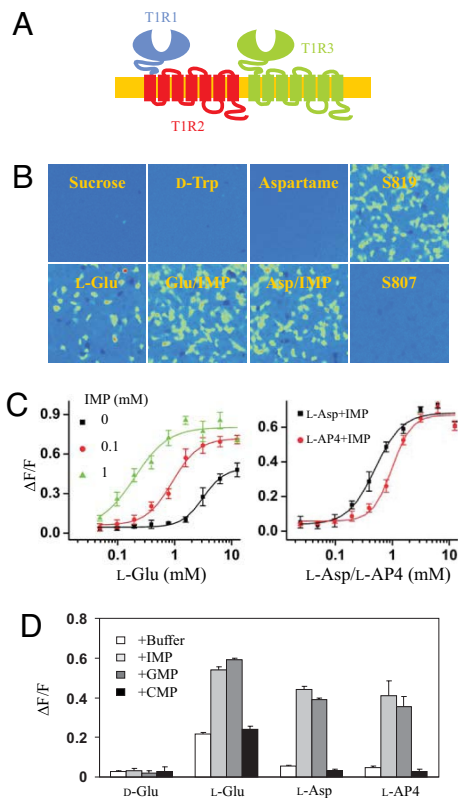 A
T1R1
T1R3
T1R2
B
Sucrose
D-Trp
Aspartame
S819
L-Glu
Glu/IMP
Asp/IMP
S807
C
IMP (mM)
0
0.1
1
0.9
0.6
0.3
0.0
ΔF/F
0.1
1
10
L-Glu (mM)
L-Asp+IMP
L-AP4+IMP
0.6
0.4
0.2
0.0
0.1
1
10
L-Asp/L-AP4 (mM)
D
+Buffer
+IMP
+GMP
+CMP
0.8
0.6
0.4
0.2
0
ΔF/F
D-Glu
L-Glu
L-Asp
L-AP4